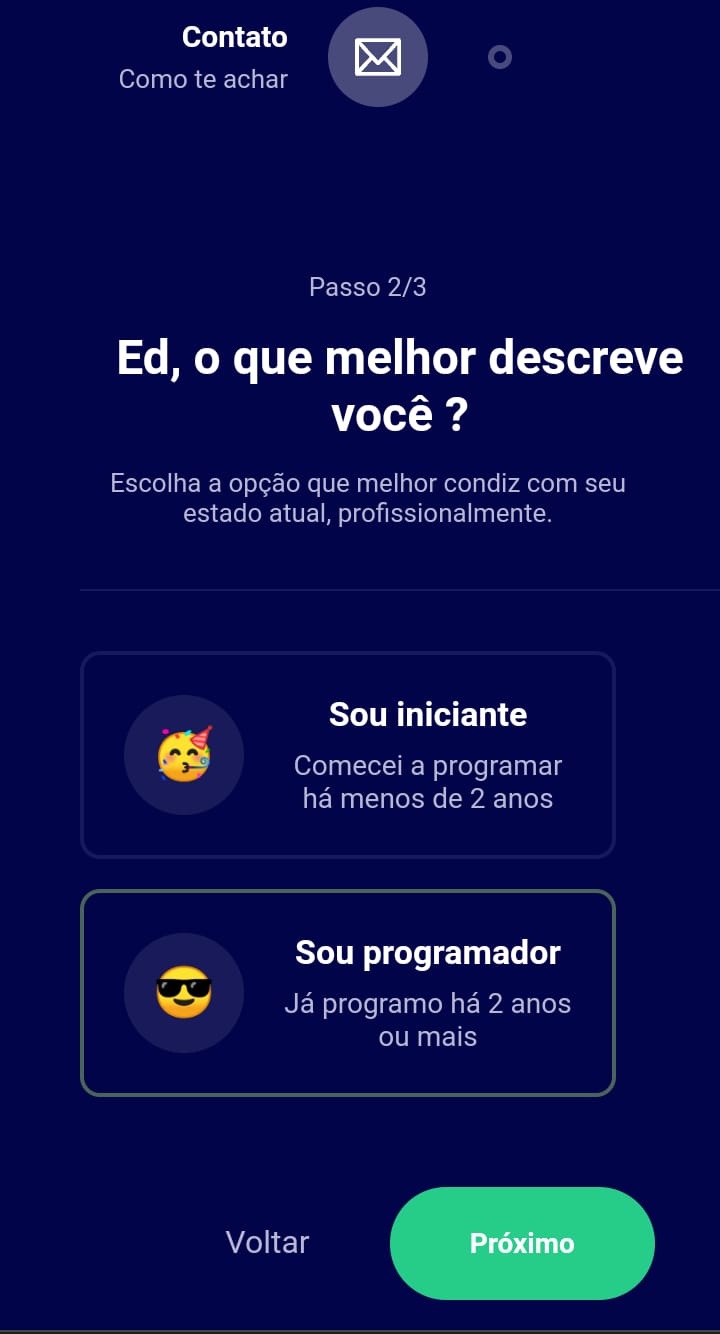 Contato
Como te achar
Passo 2/3
Ed, o que melhor descreve
você ?
Escolha a opção que melhor condiz com seu
estado atual, profissionalmente.
Sou iniciante
Comecei a programar
há menos de 2 anos
Sou programador
Já programo há 2 anos
ou mais
Voltar
Próximo